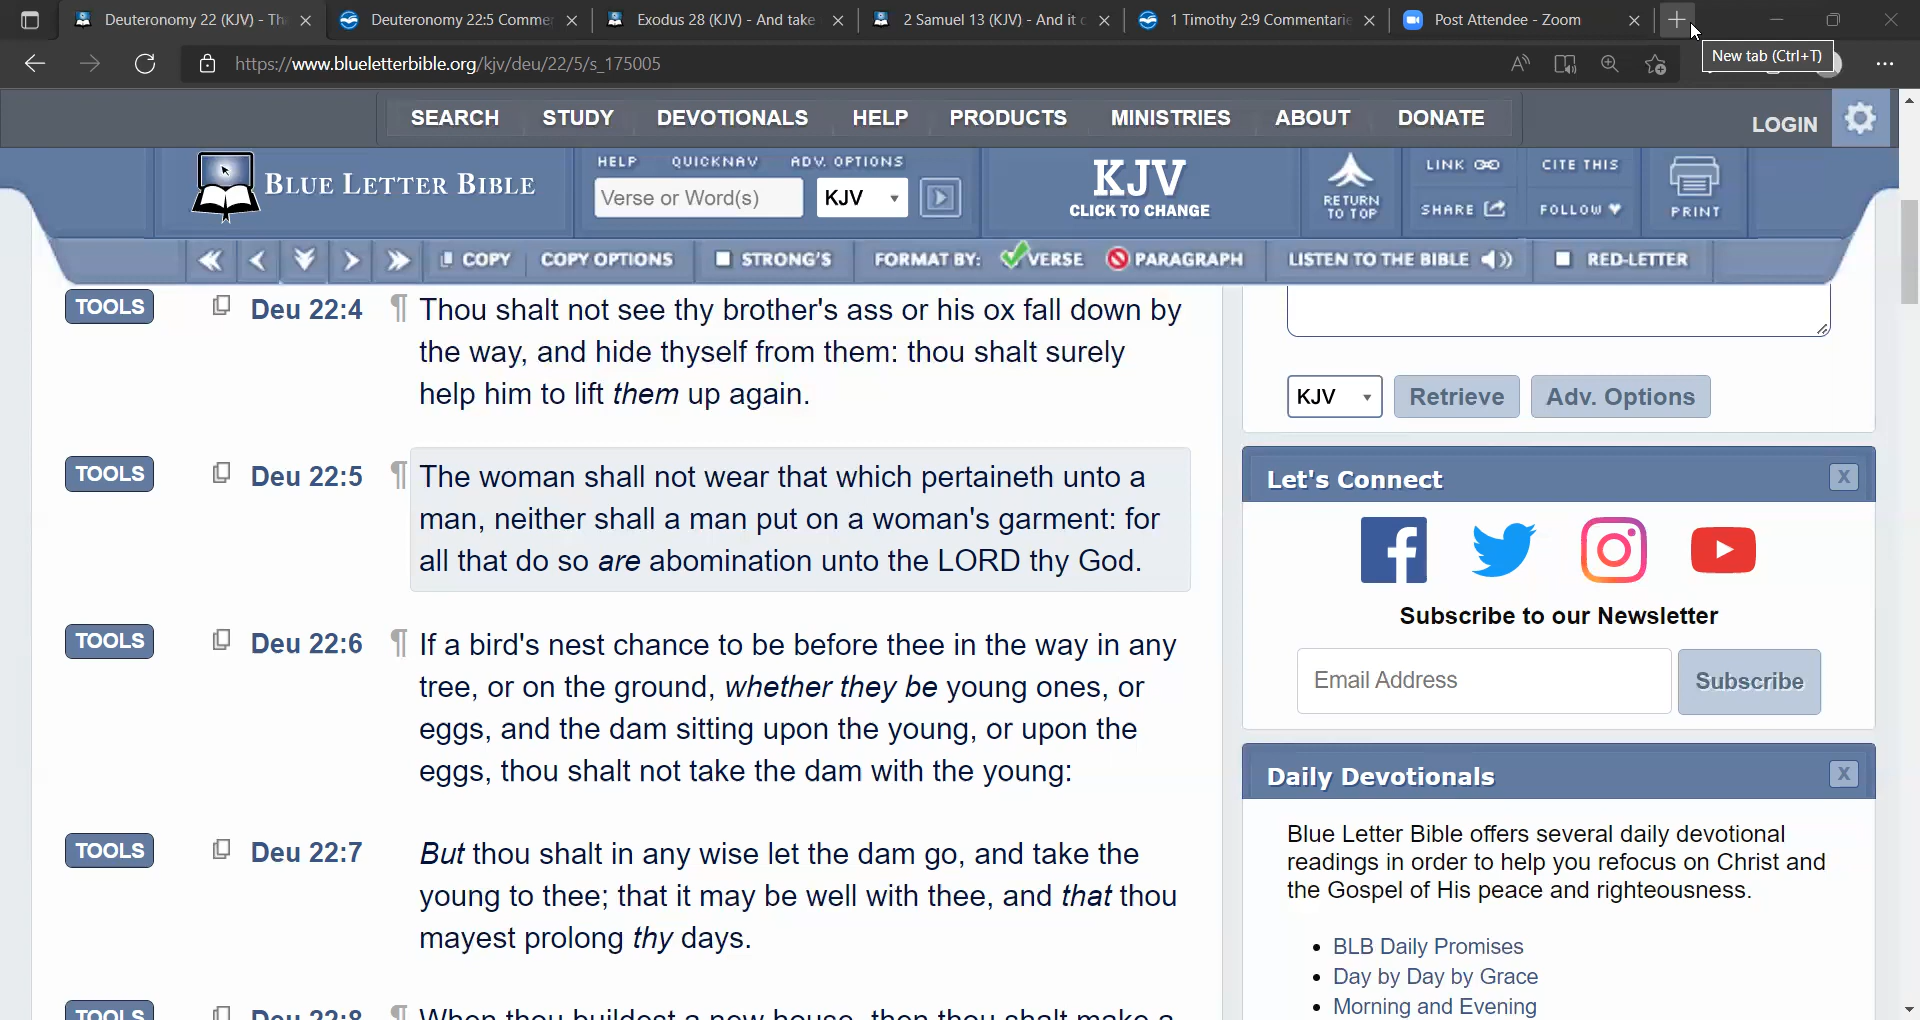 Deuteronomy 22 (KJV) - Th
Deuteronomy 22:5 Comme
Exodus 28 (KJV) - And take
2 Samuel 13 (KJV) - And it c
1 Timothy 2:9 Commentarie
Post Attendee - Zoom
https://www.blueletterbible.org/kjv/deu/22/5/s_175005
New tab (Ctrl+T)
SEARCH STUDY DEVOTIONALS HELP PRODUCTS MINISTRIES ABOUT DONATE
LOGIN
BLUE LETTER BIBLE
HELP QUICKNAV ADV. OPTIONS
Verse or Word(s) KJV
KJV
CLICK TO CHANGE
RETURN
TO TOP
LINK CITE THIS
SHARE FOLLOW
PRINT
COPY COPY OPTIONS STRONG'S FORMAT BY: VERSE PARAGRAPH LISTEN TO THE BIBLE RED-LETTER
TOOLS Deu 22:4 ¶ Thou shalt not see thy brother's ass or his ox fall down by
the way, and hide thyself from them: thou shalt surely
help him to lift them up again.
TOOLS Deu 22:5 ¶ The woman shall not wear that which pertaineth unto a
man, neither shall a man put on a woman's garment: for
all that do so are abomination unto the LORD thy God.
TOOLS Deu 22:6 ¶ If a bird's nest chance to be before thee in the way in any
tree, or on the ground, whether they be young ones, or
eggs, and the dam sitting upon the young, or upon the
eggs, thou shalt not take the dam with the young:
TOOLS Deu 22:7 But thou shalt in any wise let the dam go, and take the
young to thee; that it may be well with thee, and that thou
mayest prolong thy days.
TOOLS Deu 22:8 ¶ When thou buildest a new house, then thou shalt make a
KJV Retrieve Adv. Options
Let's Connect X
Subscribe to our Newsletter
Email Address Subscribe
Daily Devotionals X
Blue Letter Bible offers several daily devotional
readings in order to help you refocus on Christ and
the Gospel of His peace and righteousness.
• BLB Daily Promises
• Day by Day by Grace
• Morning and Evening